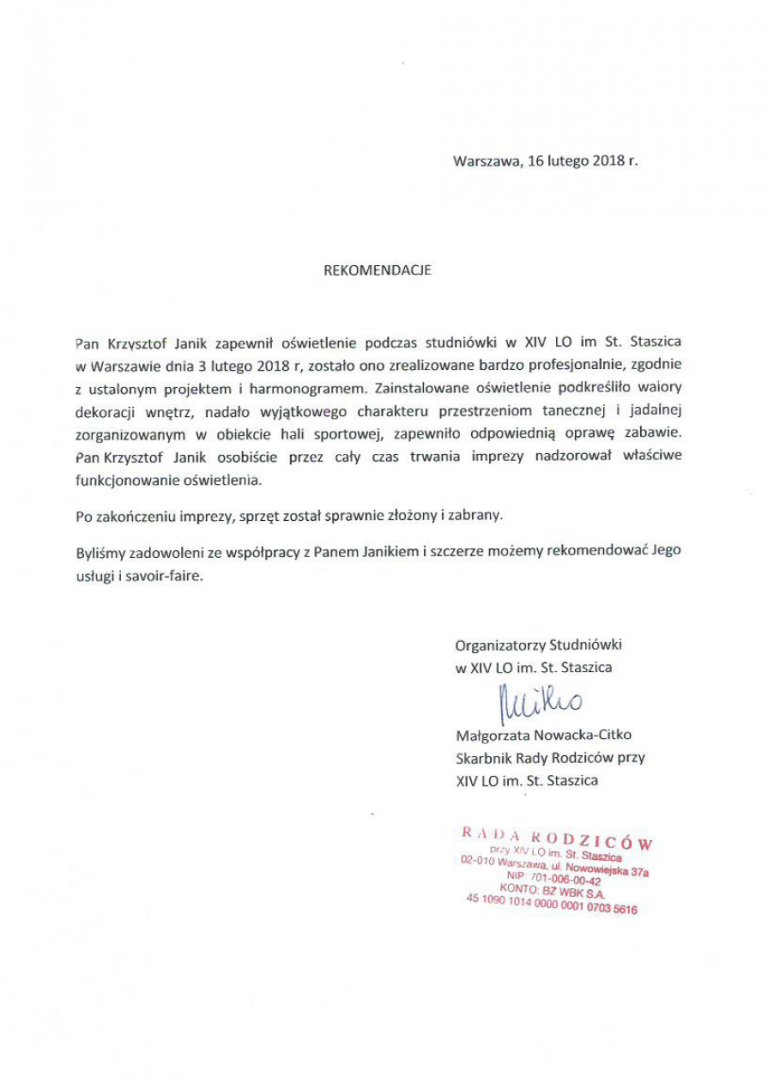 Warszawa, 16 lutego 2018 r.
REKOMENDACJE
Pan Krzysztof Janik zapewnił oświetlenie podczas studniówki w XIV LO im St. Staszica
w Warszawie dnia 3 lutego 2018 r, zostało ono zrealizowane bardzo profesjonalnie, zgodnie
z ustalonym projektem i harmonogramem. Zainstalowane oświetlenie podkreśliło walory
dekoracji wnętrz, nadało wyjątkowego charakteru przestrzeniom tanecznej i jadalnej
zorganizowanym w obiekcie hali sportowej, zapewniło odpowiednią oprawę zabawie.
Pan Krzysztof Janik osobiście przez cały czas trwania imprezy nadzorował właściwe
funkcjonowanie oświetlenia.
Po zakończeniu imprezy, sprzęt został sprawnie złożony i zabrany.
Byliśmy zadowoleni ze współpracy z Panem Janikiem i szczerze możemy rekomendować Jego
usługi i savoir-faire.
Organizatorzy Studniówki
w XIV LO im. St. Staszica
Małgorzata Nowacka-Citko
Skarbnik Rady Rodziców przy
XIV LO im. St. Staszica
RADA RODZICÓW
przy XIV LO im. St. Staszica
02-010 Warszawa, ul. Nowowiejska 37a
NIP 701-006-00-42
KONTO: BZ WBK S.A.
45 1090 1014 0000 0001 0703 5616